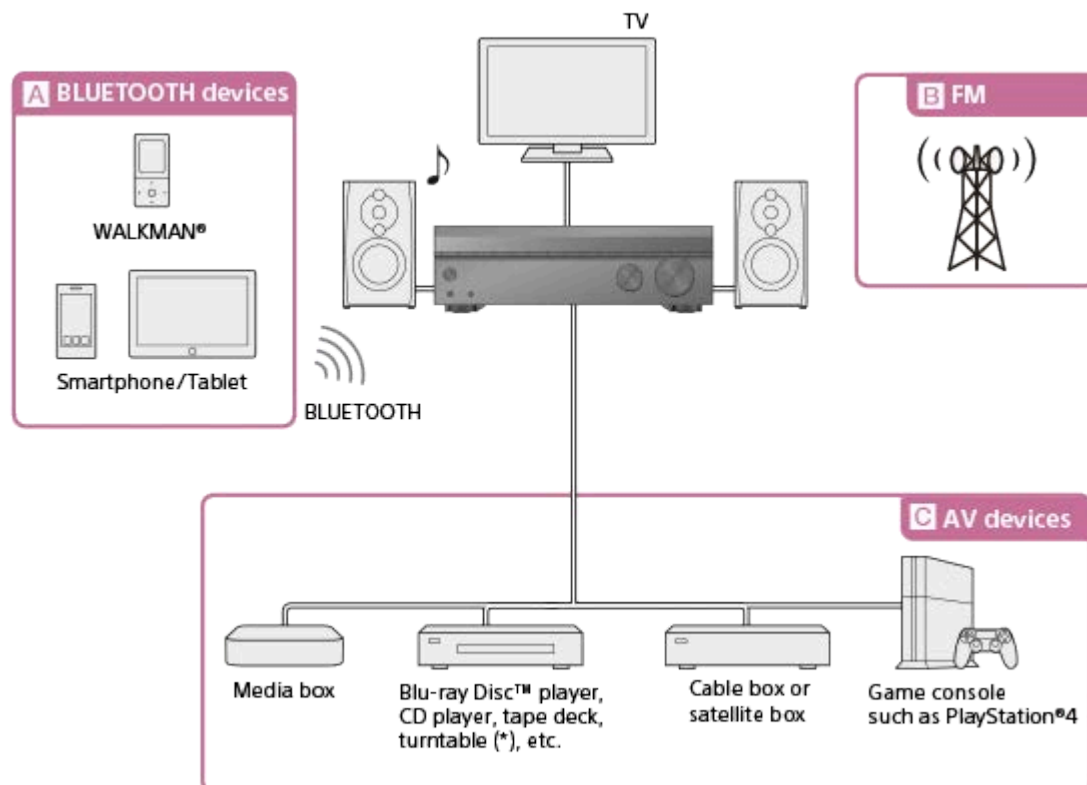 TV
A BLUETOOTH devices
WALKMAN®
Smartphone/Tablet
BLUETOOTH
B FM
C AV devices
Media box
Blu-ray Disc™ player,
CD player, tape deck,
turntable (*), etc.
Cable box or
satellite box
Game console
such as PlayStation®4